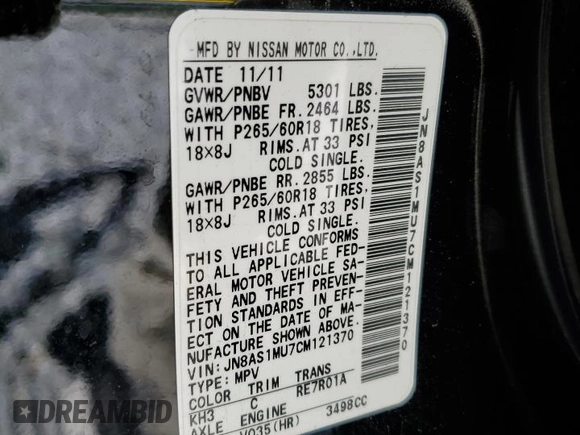 MFD BY NISSAN MOTOR CO.,LTD.
DATE 11/11
GVWR/PNBV 5301 LBS.
GAWR/PNBE FR. 2464 LBS.
WITH P265/60R18 TIRES,
18×8J RIMS. AT 33 PSI
COLD SINGLE.
GAWR/PNBE RR. 2855 LBS.
WITH P265/60R18 TIRES,
18×8J RIMS. AT 33 PSI
COLD SINGLE.
THIS VEHICLE CONFORMS
TO ALL APPLICABLE FED-
ERAL MOTOR VEHICLE SA-
FETY AND THEFT PREVEN-
TION STANDARDS IN EFF-
ECT ON THE DATE OF MA-
NUFACTURE SHOWN ABOVE.
VIN: JN8AS1MU7CM121370
TYPE: MPV
COLOR TRIM TRANS
KH3 C RE7R01A
AXLE ENGINE 3498CC
VQ35(HR)
JN8AS1MU7CM121370
DREAMBID